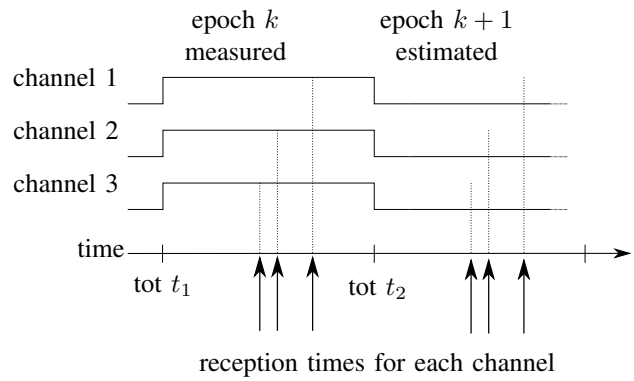 epoch k
measured
epoch k + 1
estimated
channel 1
channel 2
channel 3
time
tot t₁
tot t₂
reception times for each channel